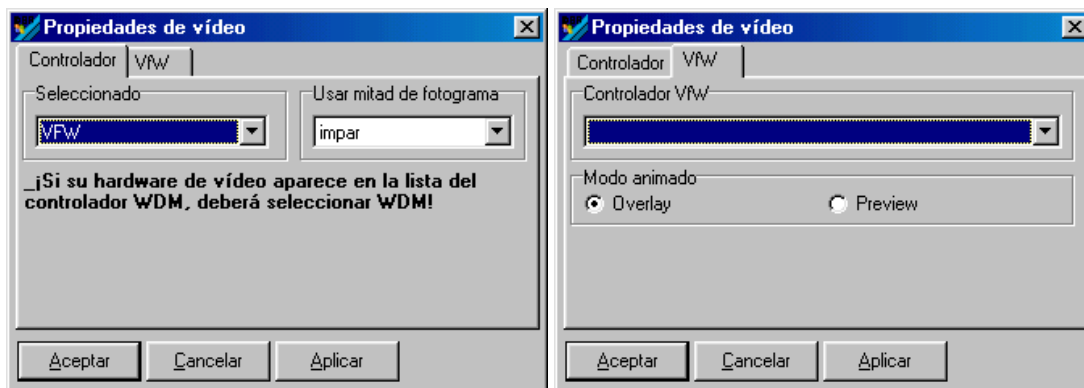 Propiedades de vídeo
Controlador VfW
Seleccionado
VFW
Usar mitad de fotograma
impar
_¡Si su hardware de vídeo aparece en la lista del
controlador WDM, deberá seleccionar WDM!
Aceptar Cancelar Aplicar
Propiedades de vídeo
Controlador VfW
Controlador VfW
Modo animado
Overlay Preview
Aceptar Cancelar Aplicar